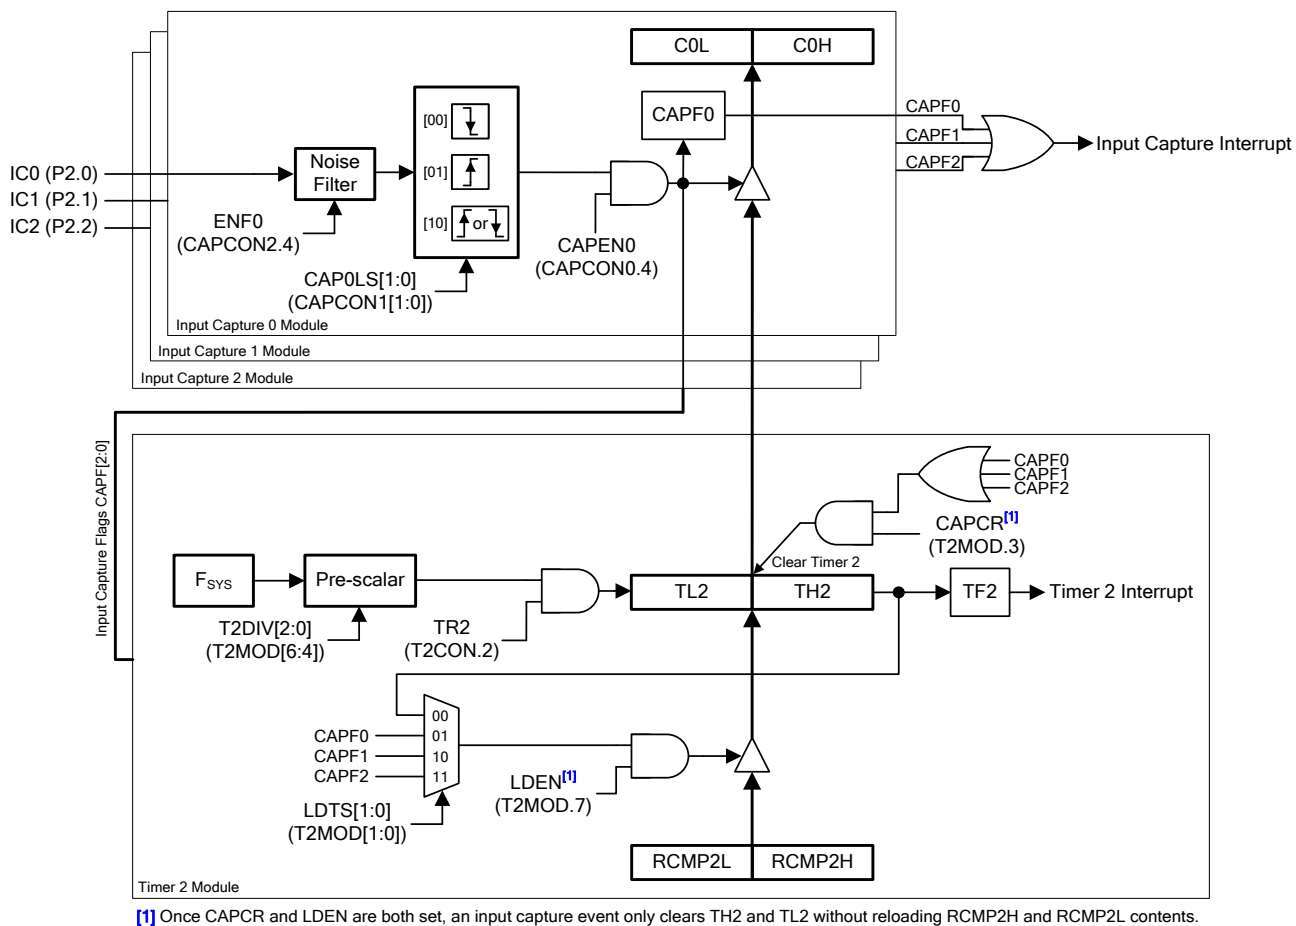 C0L
C0H
CAPF0
CAPF0
CAPF1
CAPF2
Input Capture Interrupt
[00]
[01]
[10]
or
Noise
Filter
IC0 (P2.0)
IC1 (P2.1)
IC2 (P2.2)
ENF0
(CAPCON2.4)
CAP0LS[1:0]
(CAPCON1[1:0])
CAPEN0
(CAPCON0.4)
Input Capture 0 Module
Input Capture 1 Module
Input Capture 2 Module
Input Capture Flags CAPF[2:0]
CAPF0
CAPF1
CAPF2
CAPCR[1]
(T2MOD.3)
Clear Timer 2
FSYS
Pre-scalar
TL2
TH2
TF2
Timer 2 Interrupt
T2DIV[2:0]
(T2MOD[6:4])
TR2
(T2CON.2)
00
CAPF0
01
CAPF1
10
CAPF2
11
LDTS[1:0]
(T2MOD[1:0])
LDEN[1]
(T2MOD.7)
RCMP2L
RCMP2H
Timer 2 Module
[1] Once CAPCR and LDEN are both set, an input capture event only clears TH2 and TL2 without reloading RCMP2H and RCMP2L contents.